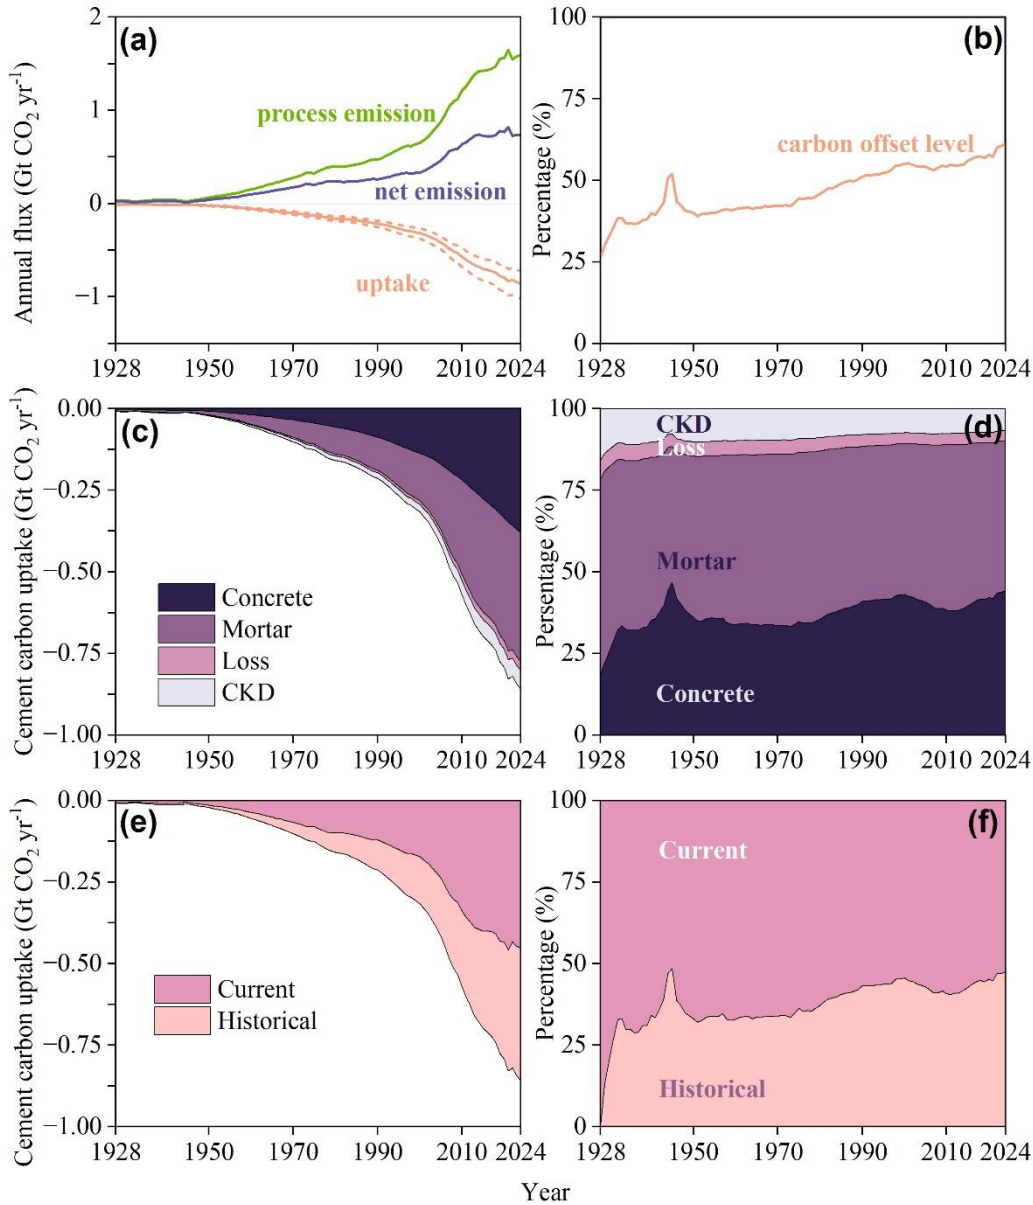 (a)
Annual flux (Gt CO₂ yr⁻¹)
2
1
0
−1
process emission
net emission
uptake
1928
1950
1970
1990
2010
2024
(b)
Percentage (%)
100
75
50
25
0
carbon offset level
1928
1950
1970
1990
2010
2024
(c)
Cement carbon uptake (Gt CO₂ yr⁻¹)
0.00
−0.25
−0.50
−0.75
−1.00
Concrete
Mortar
Loss
CKD
1928
1950
1970
1990
2010
2024
(d)
Persentage (%)
100
75
50
25
0
CKD
Loss
Mortar
Concrete
1928
1950
1970
1990
2010
2024
(e)
Cement carbon uptake (Gt CO₂ yr⁻¹)
0.00
−0.25
−0.50
−0.75
−1.00
Current
Historical
1928
1950
1970
1990
2010
2024
(f)
Percentage (%)
100
75
50
25
0
Current
Historical
1928
1950
1970
1990
2010
2024
Year